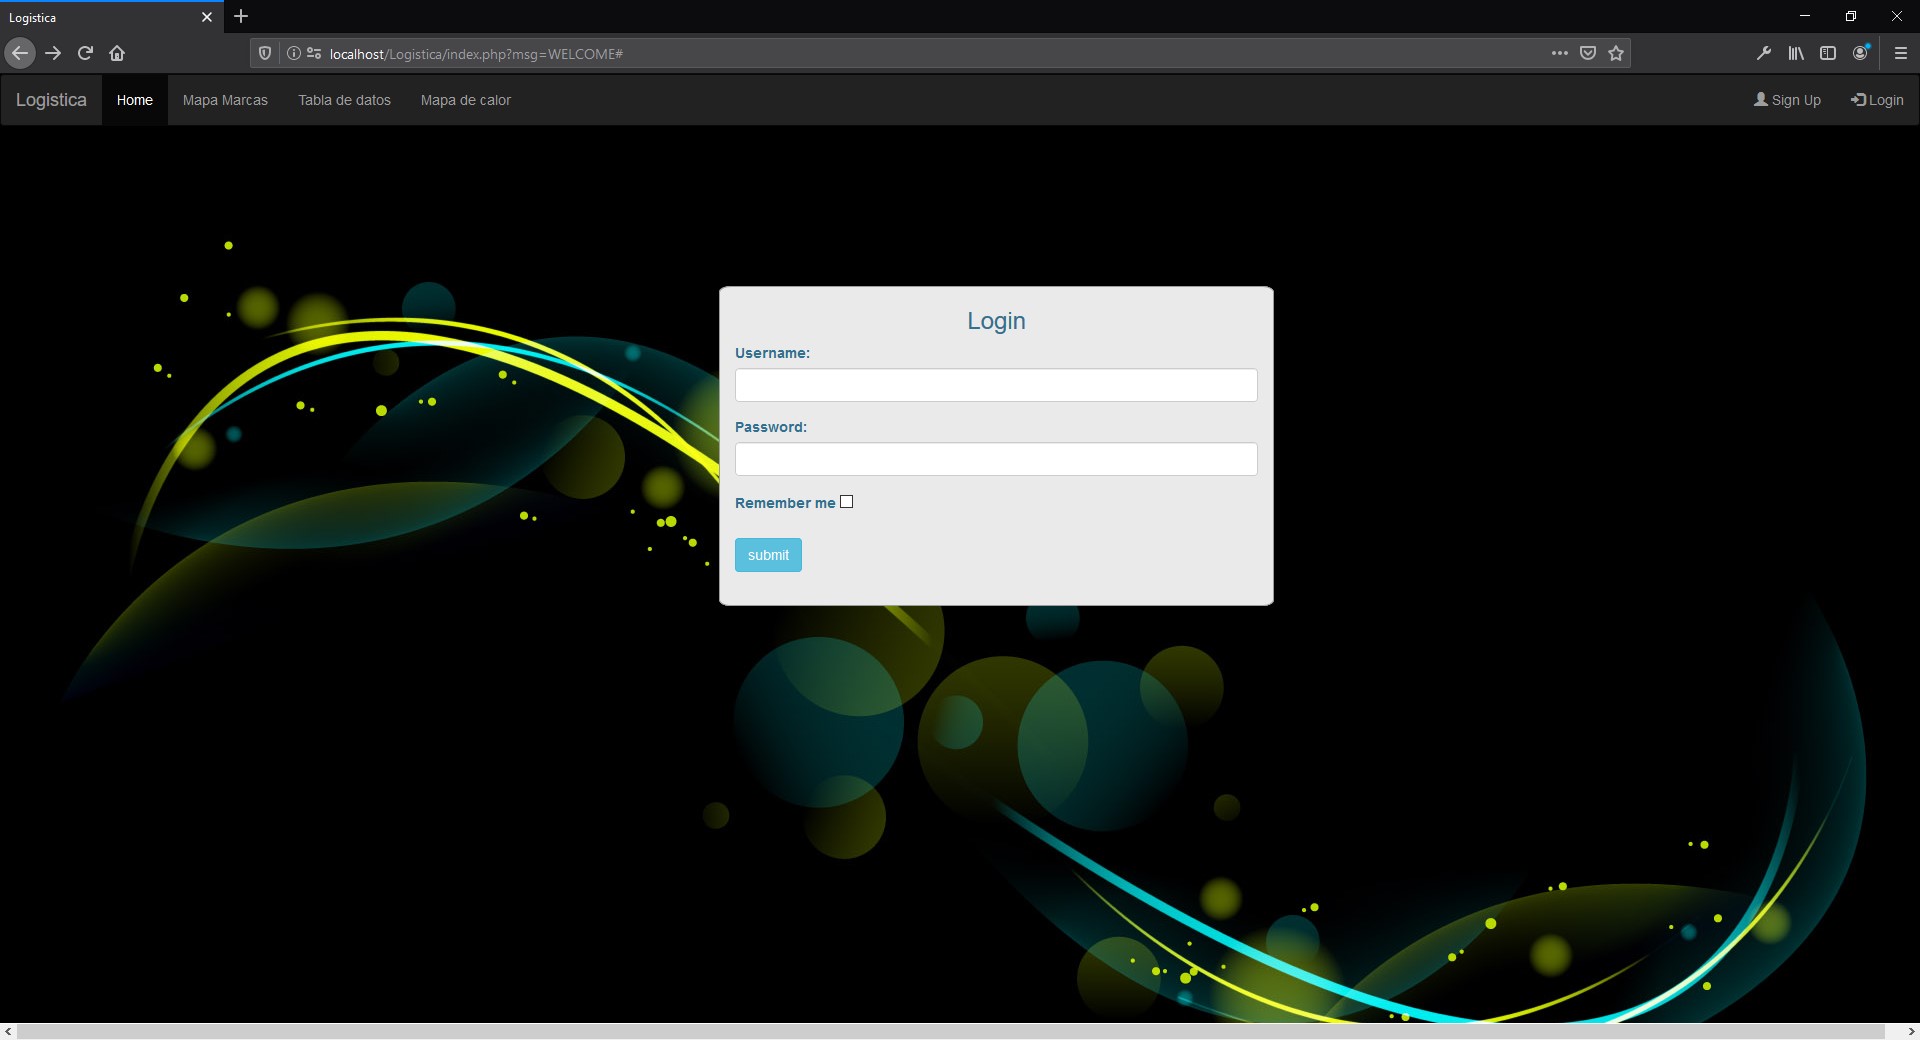 Logistica
localhost/Logistica/index.php?msg=WELCOME#
Logistica Home Mapa Marcas Tabla de datos Mapa de calor Sign Up Login
Login
Username:
Password:
Remember me
submit